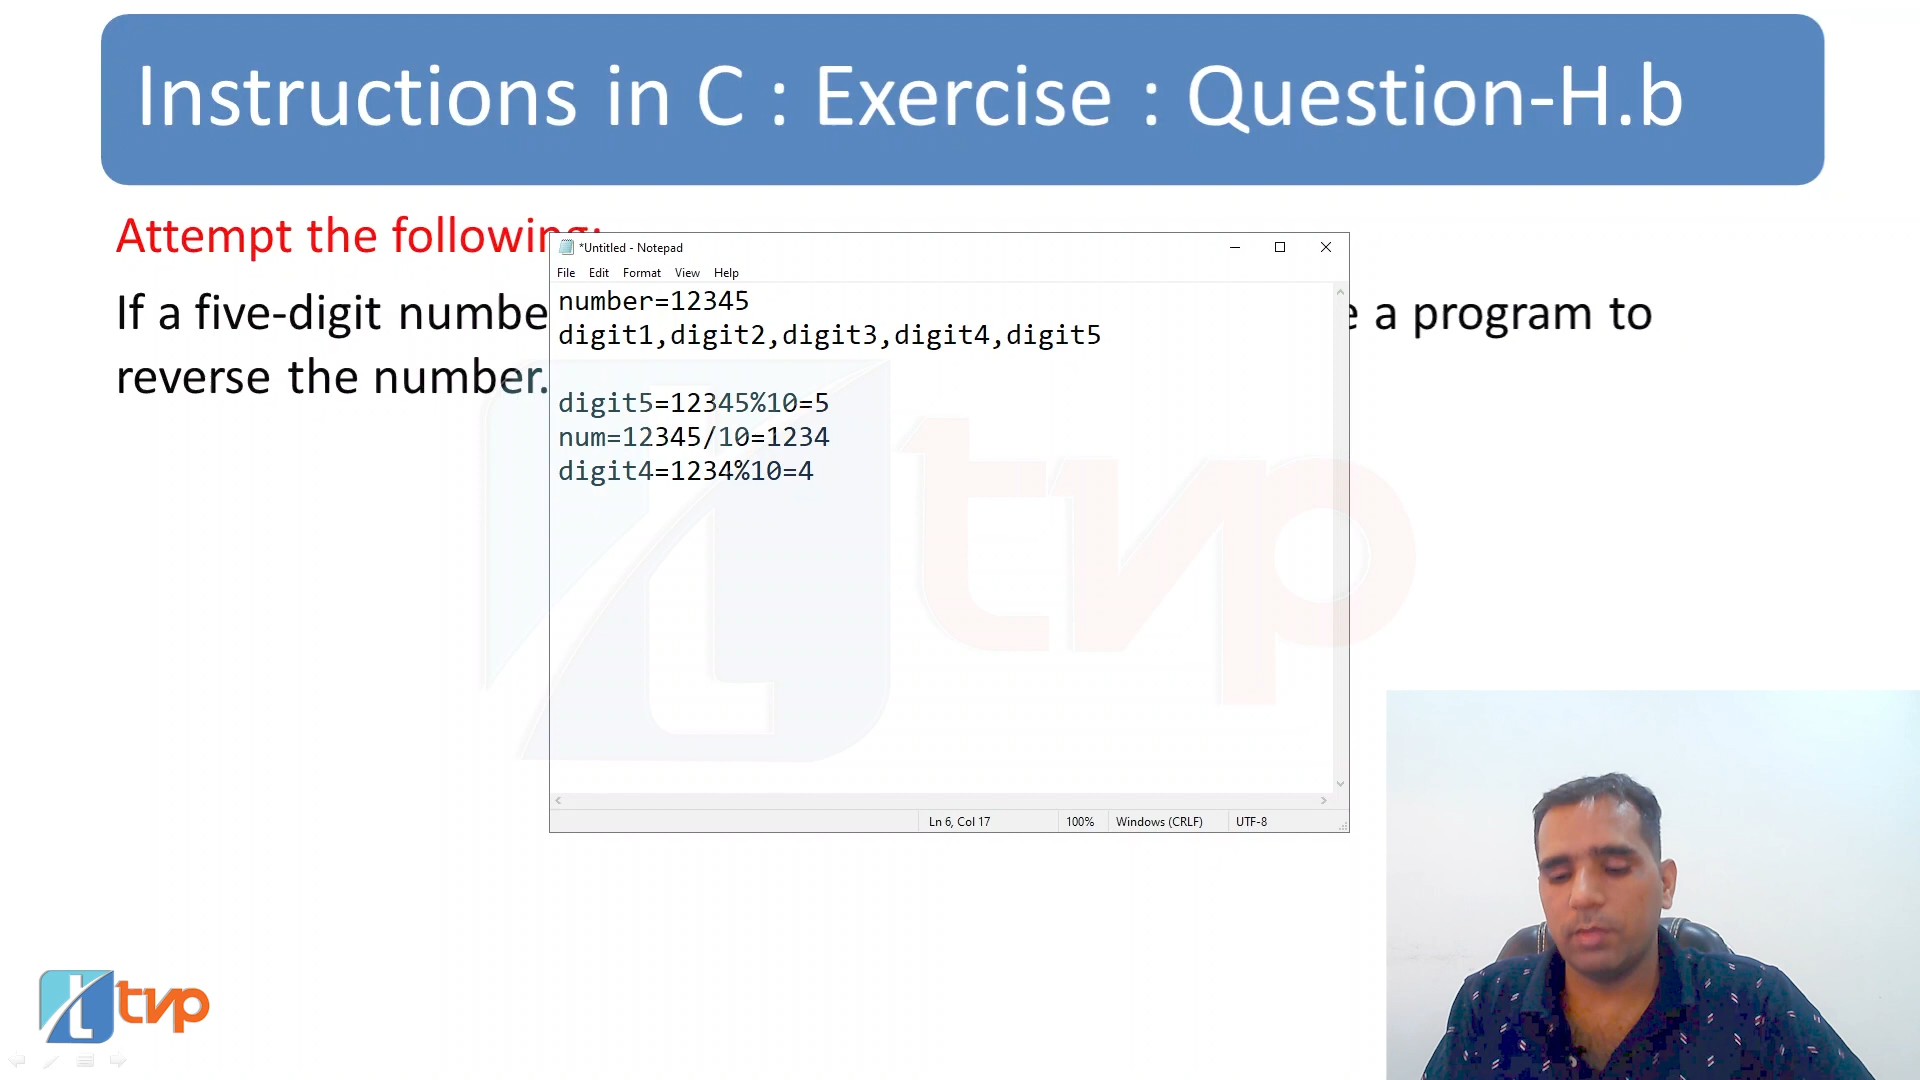 Instructions in C : Exercise : Question-H.b
Attempt the following:
If a five-digit numbe
e a program to
reverse the number.
*Untitled - Notepad
File Edit Format View Help
number=12345
digit1,digit2,digit3,digit4,digit5
digit5=12345%10=5
num=12345/10=1234
digit4=1234%10=4
Ln 6, Col 17 100% Windows (CRLF) UTF-8
tvp
tvp